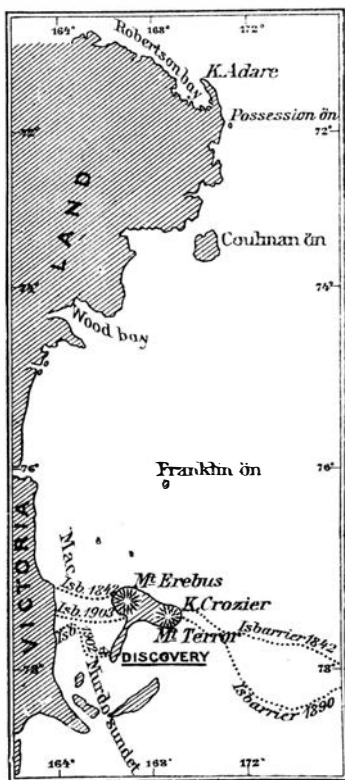 164° 168° 172°
Robertson bay
K. Adare
Possession ön
72° 72°
Coulman ön
74° 74°
Wood bay
Franklin ön
76° 76°
VICTORIA LAND
Mac Murdo sundet
Isb. 1842
Mt. Erebus
Isb. 1903
K. Crozier
Isb. 1902
Mt. Terror
Isbarrier 1842
DISCOVERY
78° 78°
Isbarrier 1890
164° 168° 172°